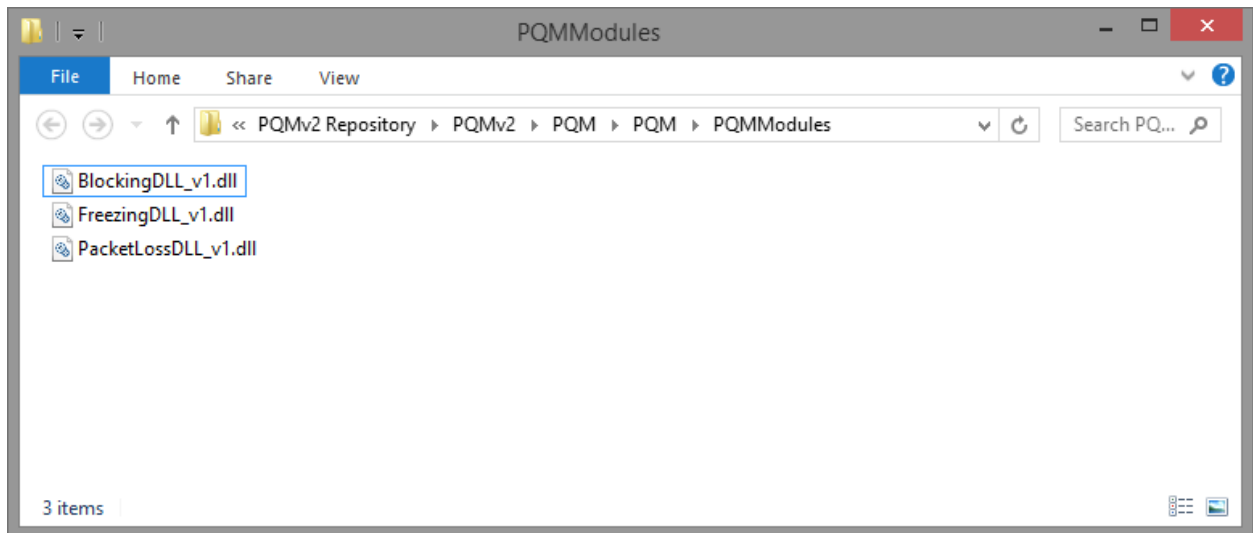 PQMModules
File Home Share View
« PQMv2 Repository PQMv2 PQM PQM PQMModules Search PQ...
BlockingDLL_v1.dll
FreezingDLL_v1.dll
PacketLossDLL_v1.dll
3 items